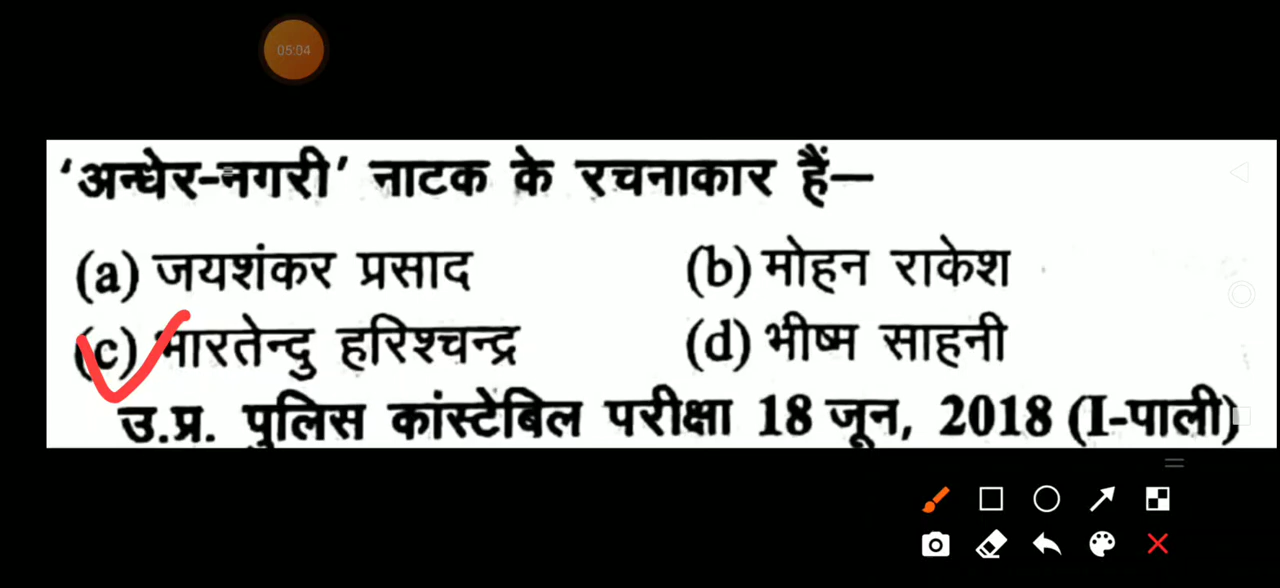 05:04
‘अन्धेर-नगरी’ नाटक के रचनाकार हैं—
(a) जयशंकर प्रसाद (b) मोहन राकेश
(c) भारतेन्दु हरिश्चन्द्र (d) भीष्म साहनी
उ.प्र. पुलिस कांस्टेबिल परीक्षा 18 जून, 2018 (I-पाली)